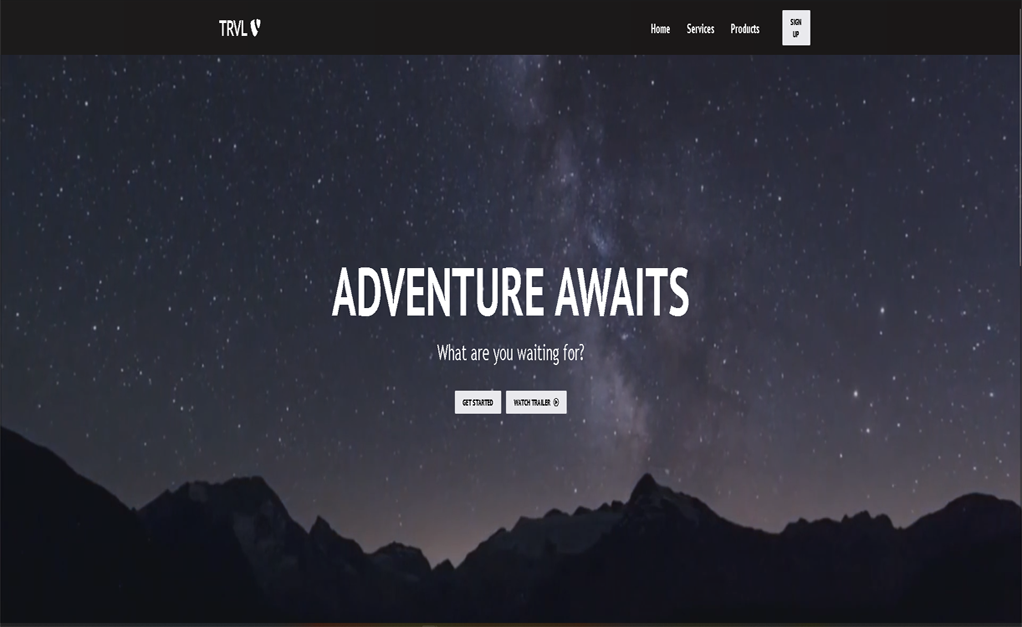 TRVL
Home Services Products
SIGN
UP
ADVENTURE AWAITS
What are you waiting for?
GET STARTED
WATCH TRAILER